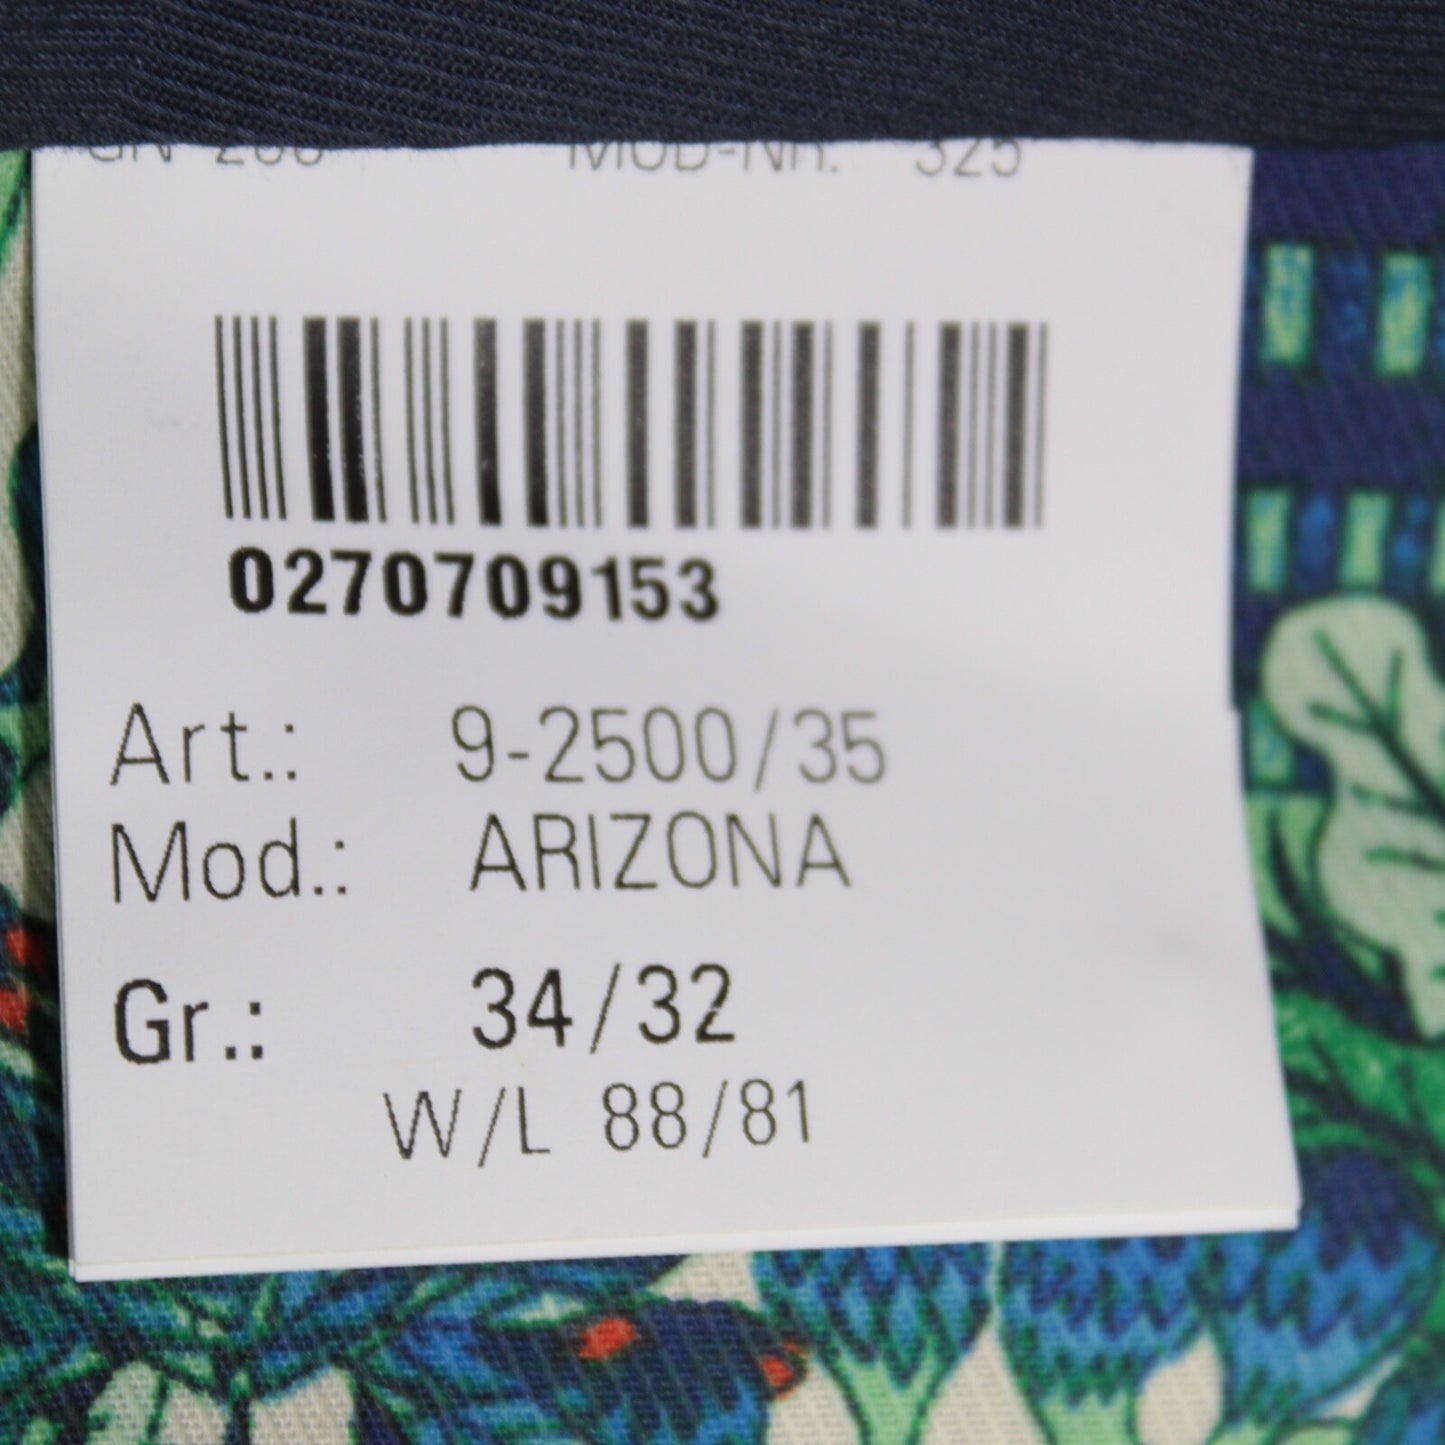 MOD-NR. 325
0270709153
Art.: 9-2500/35
Mod.: ARIZONA
Gr.: 34/32
W/L 88/81